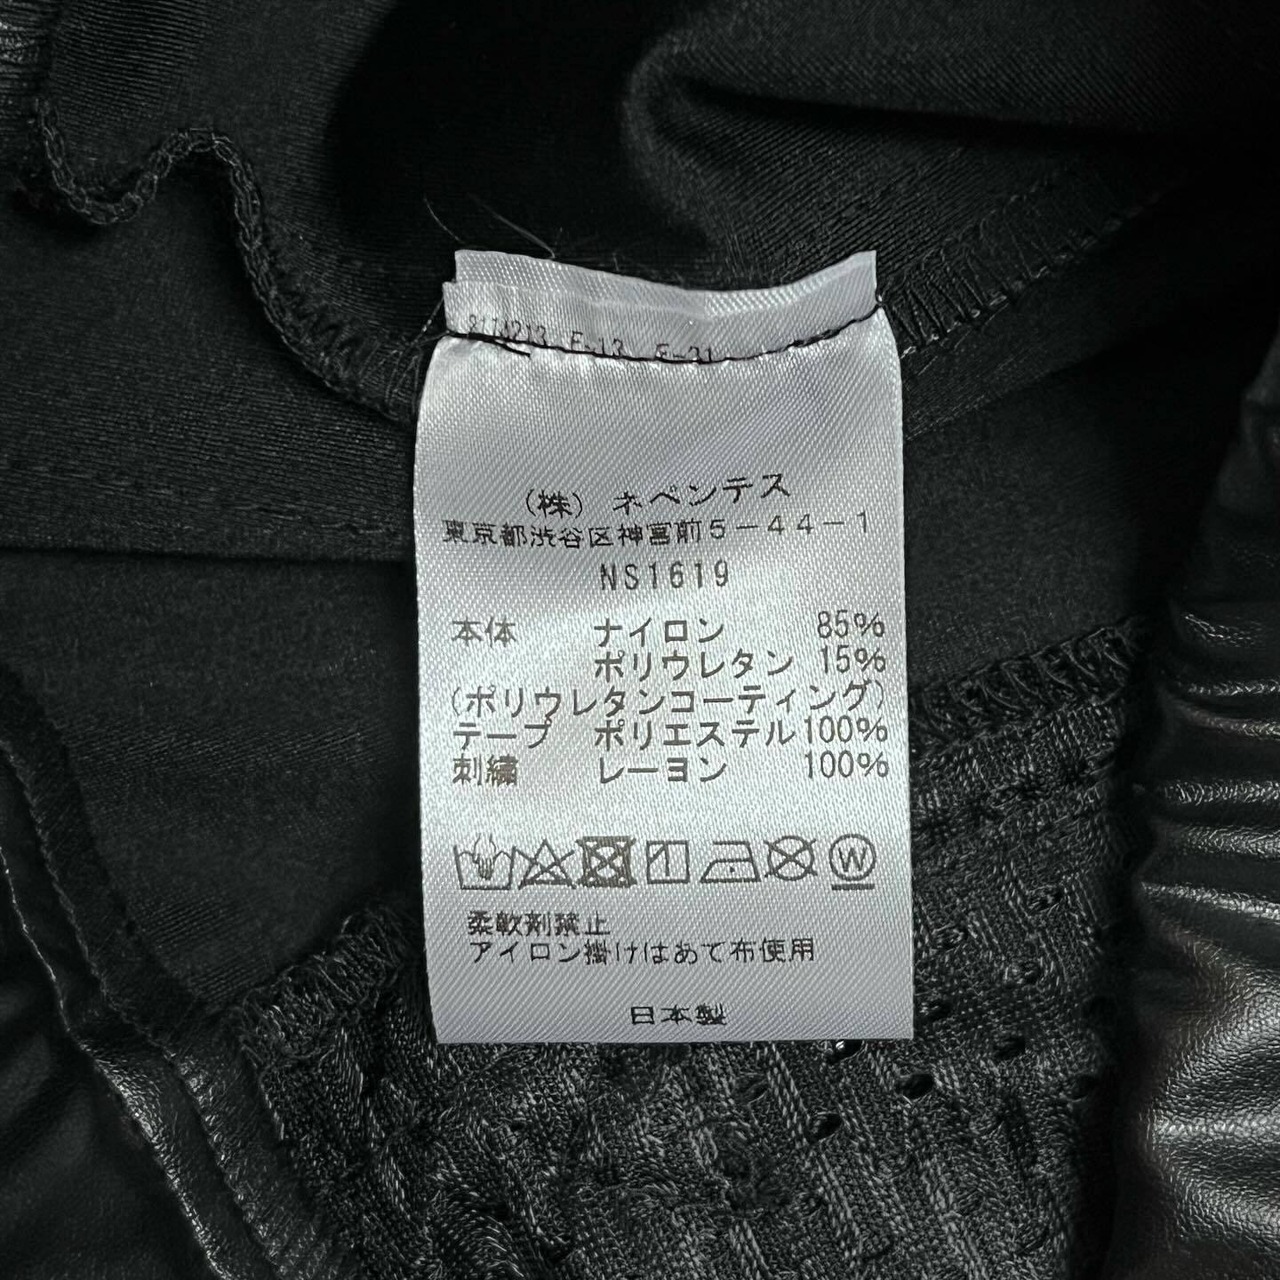 (株) ネペンテス
東京都渋谷区神宮前5-44-1
NS1619
本体 ナイロン 85%
ポリウレタン 15%
(ポリウレタンコーティング)
テープ ポリエステル 100%
刺繍 レーヨン 100%
W
柔軟剤禁止
アイロン掛けはあて布使用
日本製